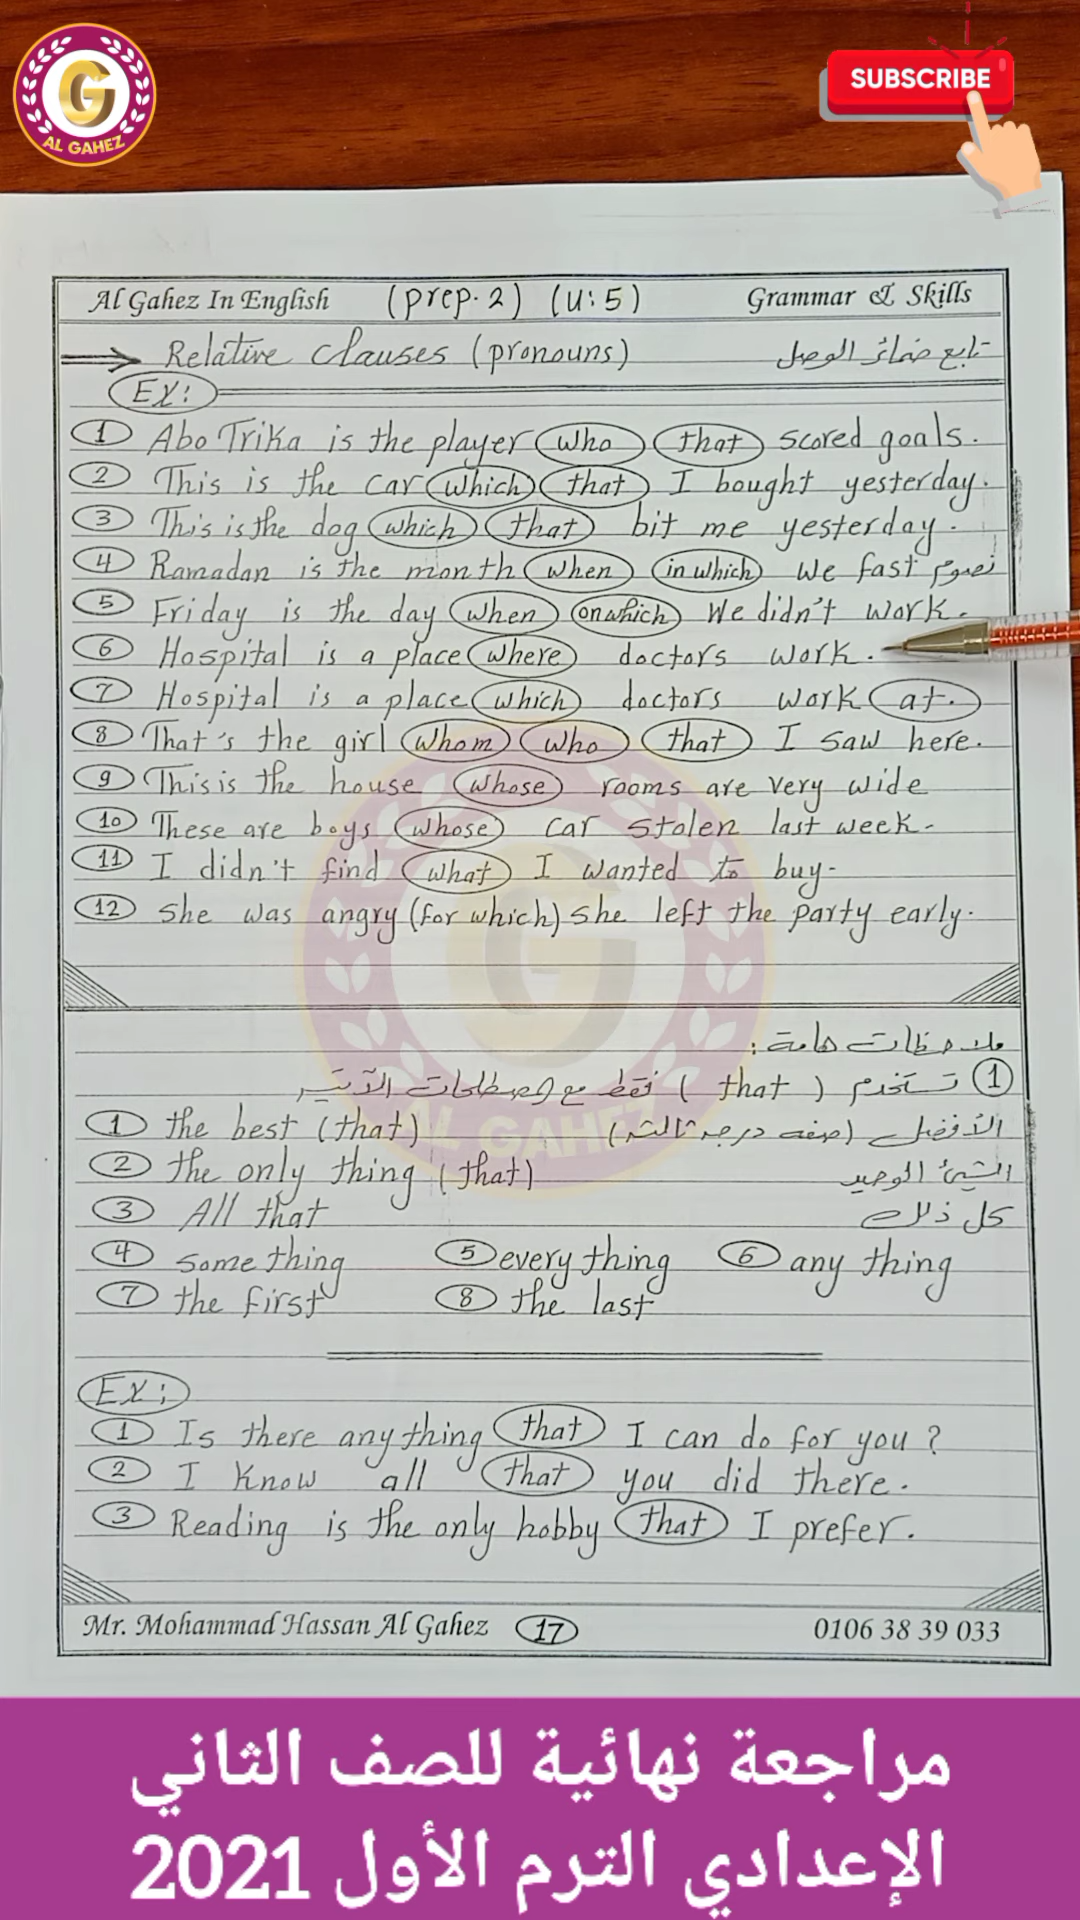 G
AL GAHEZ
SUBSCRIBE
Al Gahez In English (prep. 2) (U: 5) Grammar & Skills
Relative Clauses (pronouns) تابع ضمائر الوصل
EX:
1 Abo Trika is the player who that scored goals.
2 This is the car which that I bought yesterday.
3 This is the dog which that bit me yesterday.
4 Ramadan is the month when in which we fast نصوم
5 Friday is the day when on which We didn't work.
6 Hospital is a place where doctors work.
7 Hospital is a place which doctors work at.
8 That's the girl whom who that I saw here.
9 This is the house whose rooms are very wide
10 These are boys whose car stolen last week.
11 I didn't find what I wanted to buy.
12 She was angry (for which) she left the party early.
ملاحظات هامة:
1 تستخدم ( that ) فقط مع المصطلحات الآتية
1 the best (that) الأفضل (صفه درجه ثالثه)
2 the only thing (that) الشئ الوحيد
3 All that كل ذلك
4 some thing 5 every thing 6 any thing
7 the first 8 the last
EX:
1 Is there any thing that I can do for you?
2 I know all that you did there.
3 Reading is the only hobby that I prefer.
Mr. Mohammad Hassan Al Gahez 17 0106 38 39 033
G
AL GAHEZ
مراجعة نهائية للصف الثاني
الإعدادي الترم الأول 2021